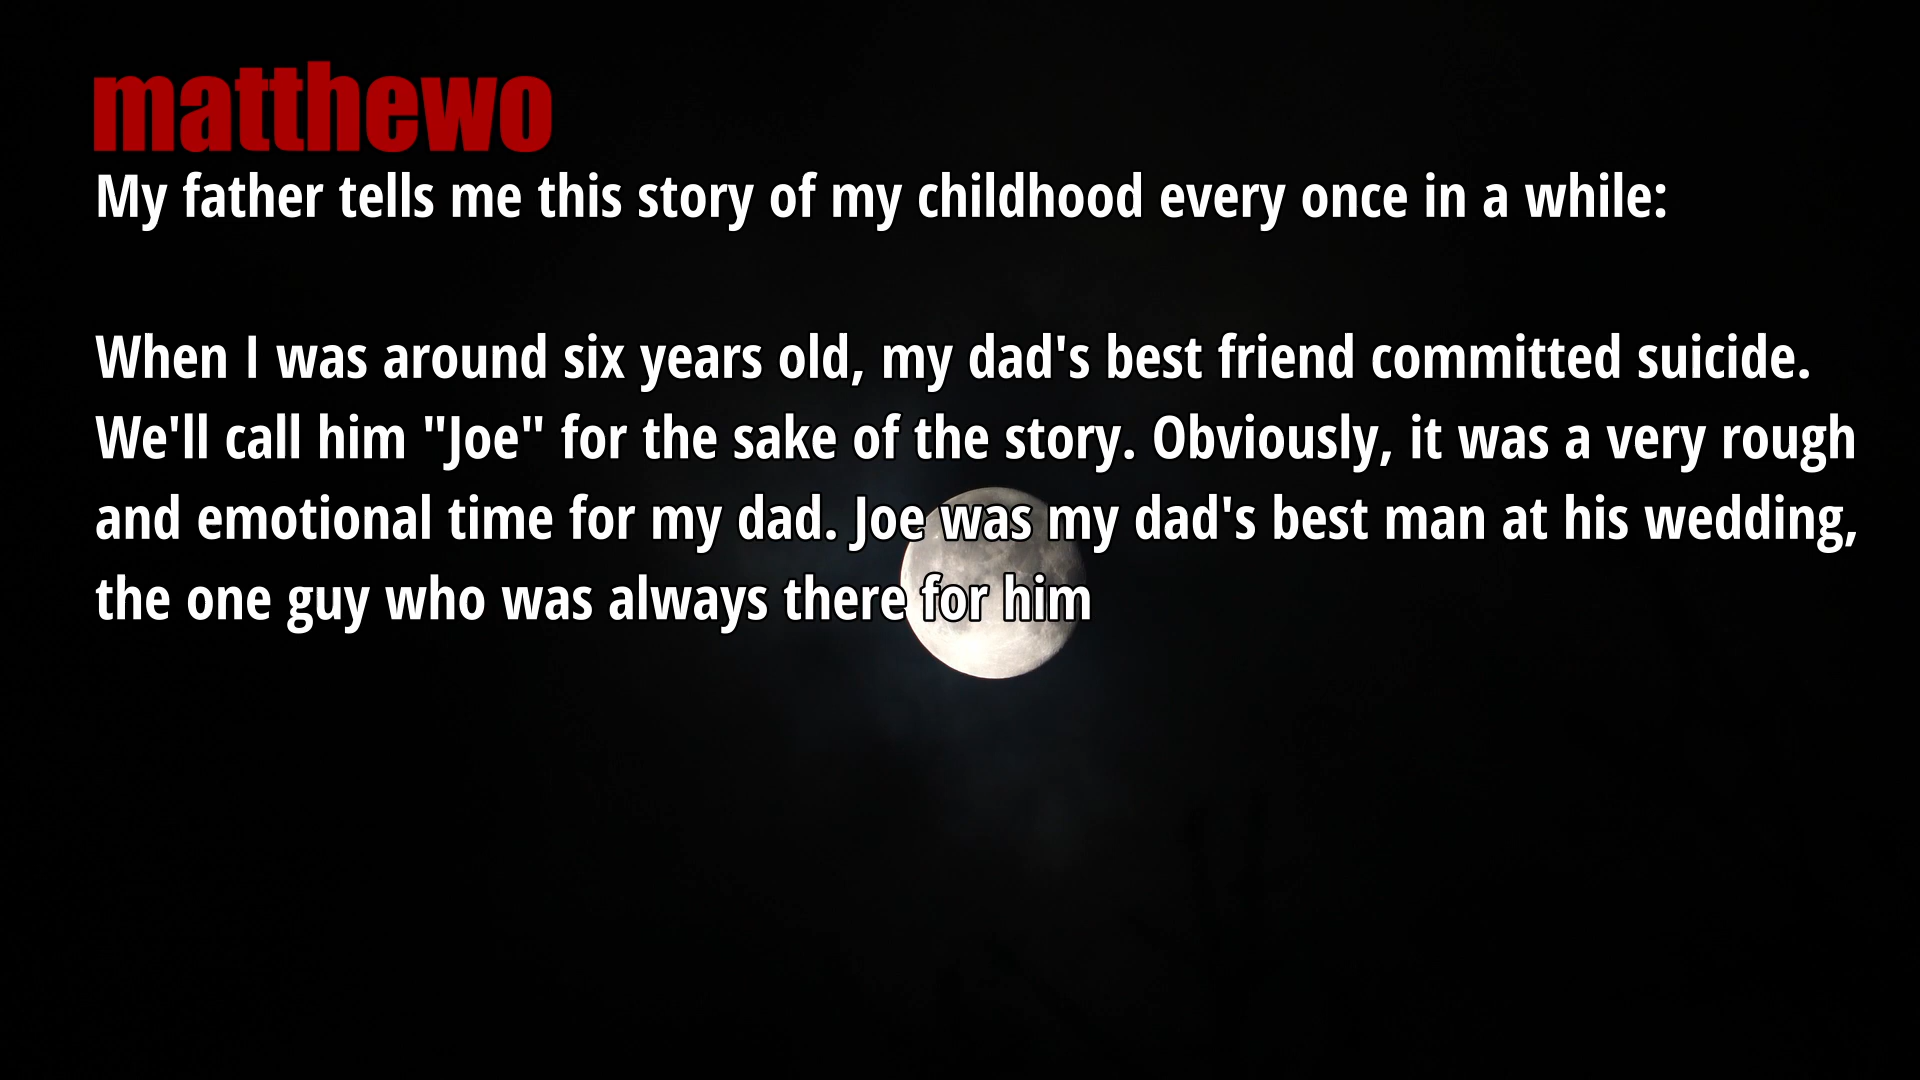 matthewo
My father tells me this story of my childhood every once in a while:
When I was around six years old, my dad's best friend committed suicide.
We'll call him "Joe" for the sake of the story. Obviously, it was a very rough
and emotional time for my dad. Joe was my dad's best man at his wedding,
the one guy who was always there for him